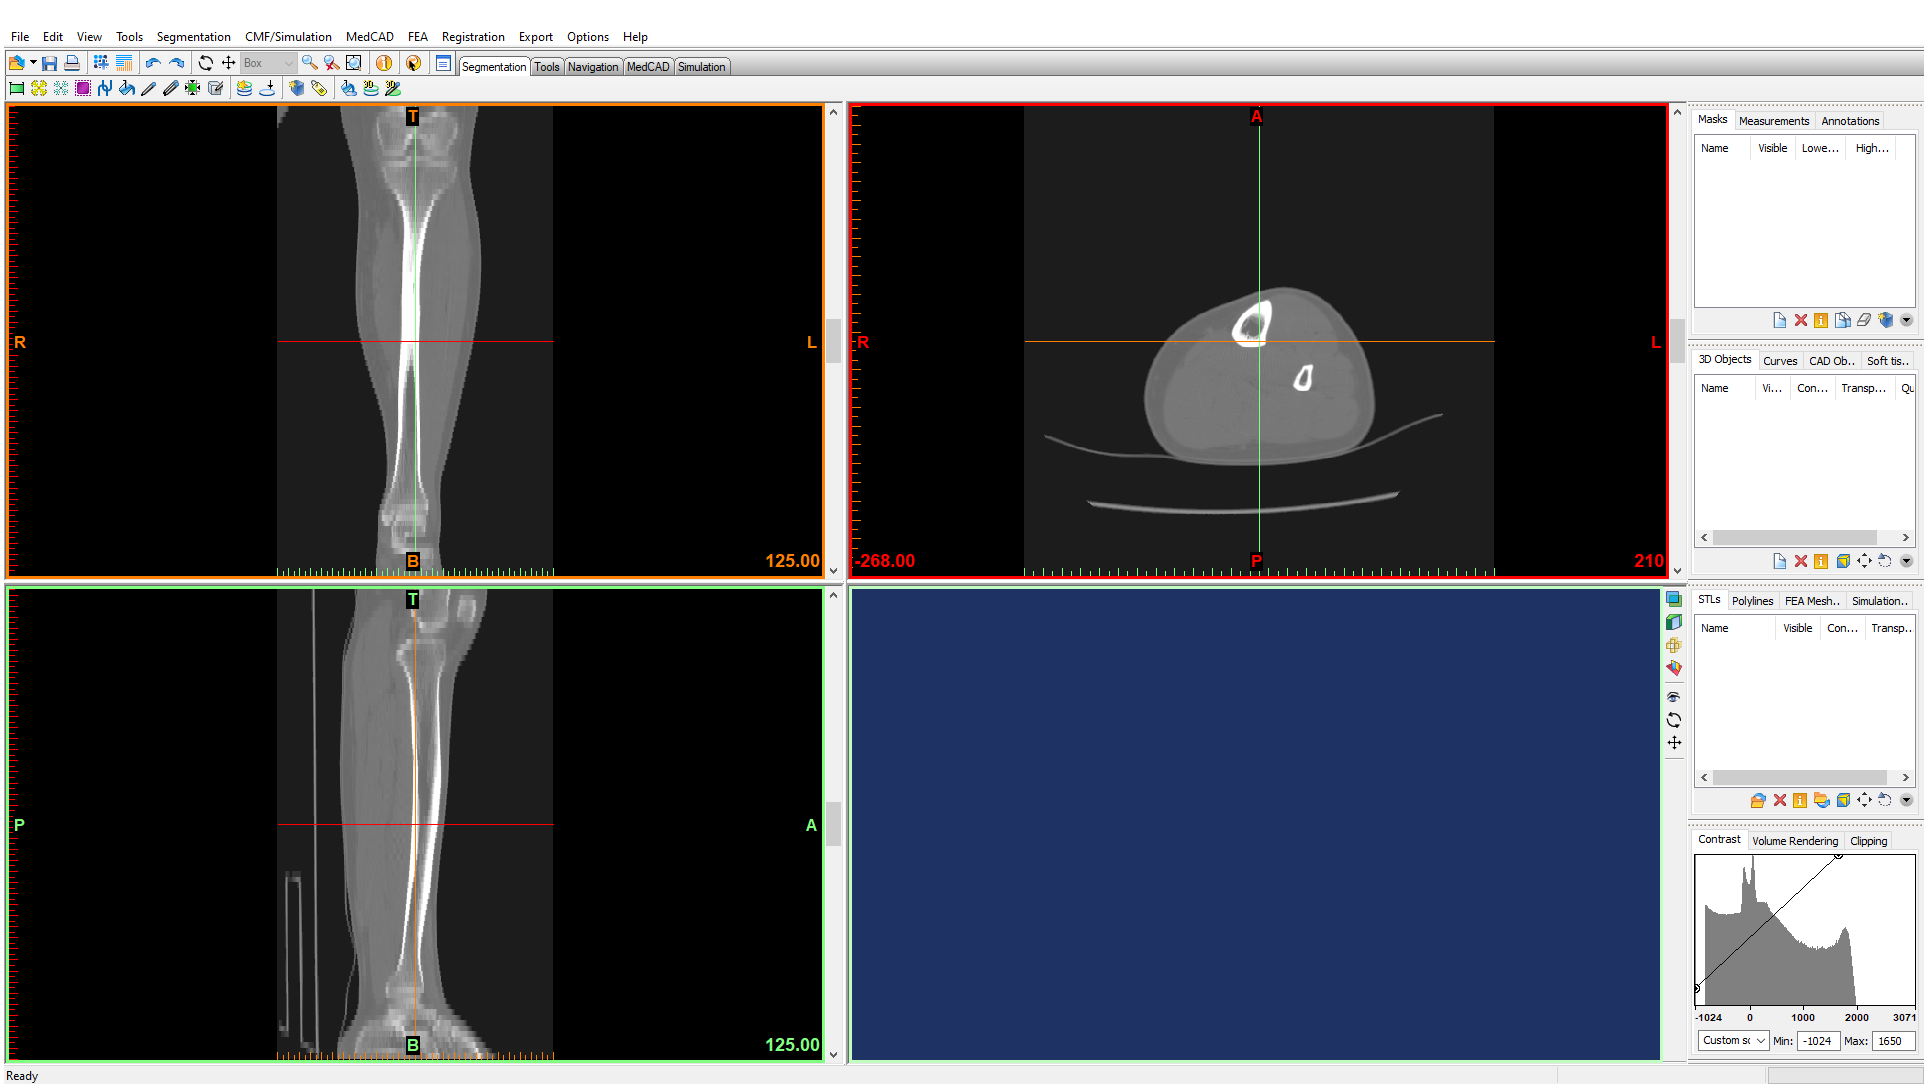 File Edit View Tools Segmentation CMF/Simulation MedCAD FEA Registration Export Options Help
Box Segmentation Tools Navigation MedCAD Simulation
3D 3D
T
R L
B 125.00
A
R L
-268.00 P 210
T
P A
B 125.00
Masks Measurements Annotations
Name Visible Lowe... High...
3D Objects Curves CAD Ob.. Soft tis..
Name Vi... Con... Transp... Qu
STLs Polylines FEA Mesh.. Simulation..
Name Visible Con... Transp..
Contrast Volume Rendering Clipping
-1024 0 1000 2000 3071
Custom sc Min: -1024 Max: 1650
Ready